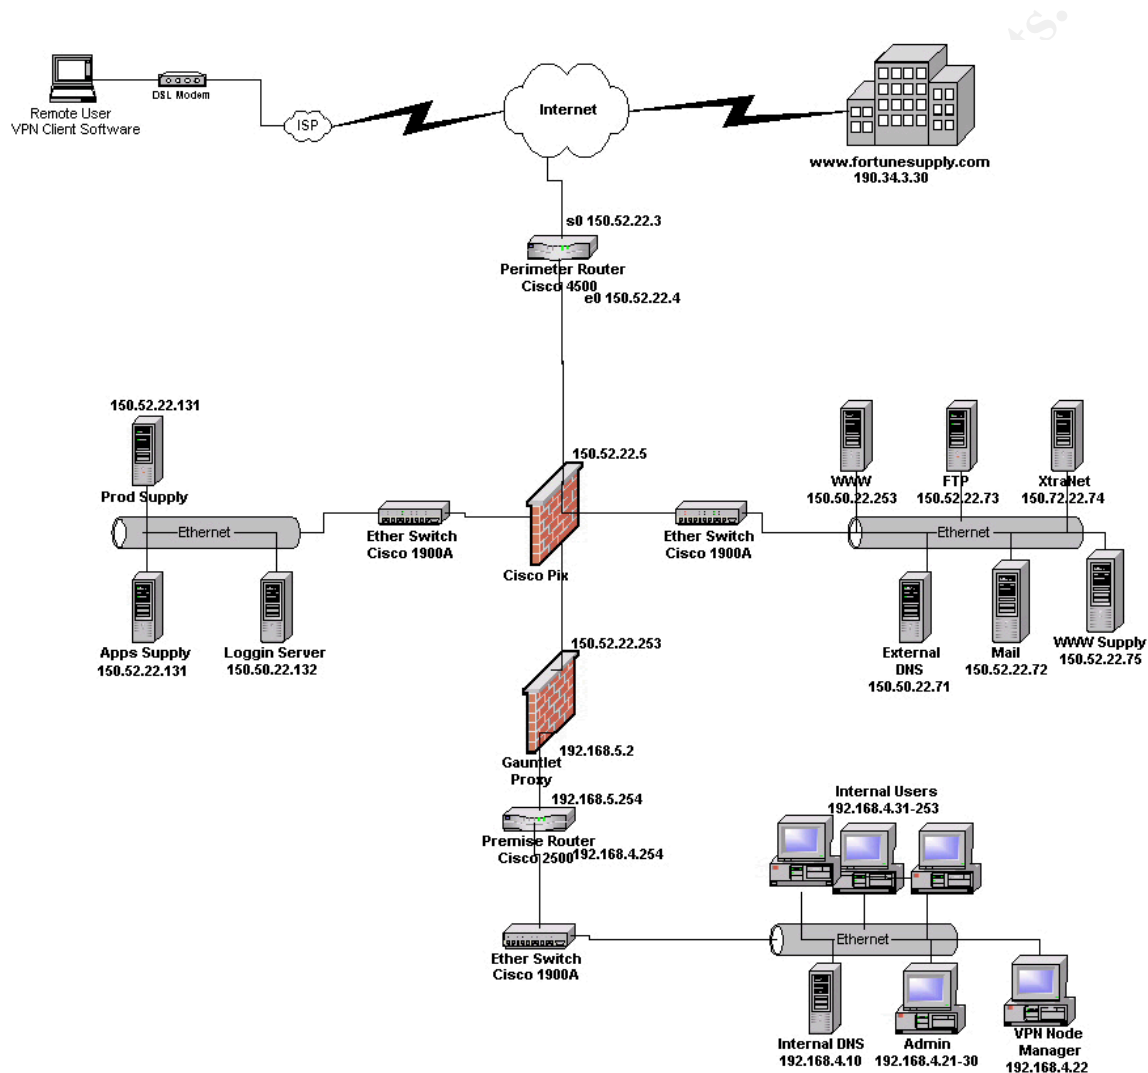 ts.
Remote User
VPN Client Software
DSL Modem
ISP
Internet
www.fortunesupply.com
190.34.3.30
s0 150.52.22.3
Perimeter Router
Cisco 4500
e0 150.52.22.4
150.52.22.131
Prod Supply
Ethernet
Ether Switch
Cisco 1900A
Apps Supply
150.52.22.131
Loggin Server
150.50.22.132
150.52.22.5
Cisco Pix
Ether Switch
Cisco 1900A
WWW
150.50.22.253
FTP
150.52.22.73
XtraNet
150.72.22.74
Ethernet
External
DNS
150.50.22.71
Mail
150.52.22.72
WWW Supply
150.52.22.75
150.52.22.253
Gauntlet
Proxy
192.168.5.2
192.168.5.254
Premise Router
Cisco 2500
192.168.4.254
Ether Switch
Cisco 1900A
Internal Users
192.168.4.31-253
Ethernet
Internal DNS
192.168.4.10
Admin
192.168.4.21-30
VPN Node
Manager
192.168.4.22